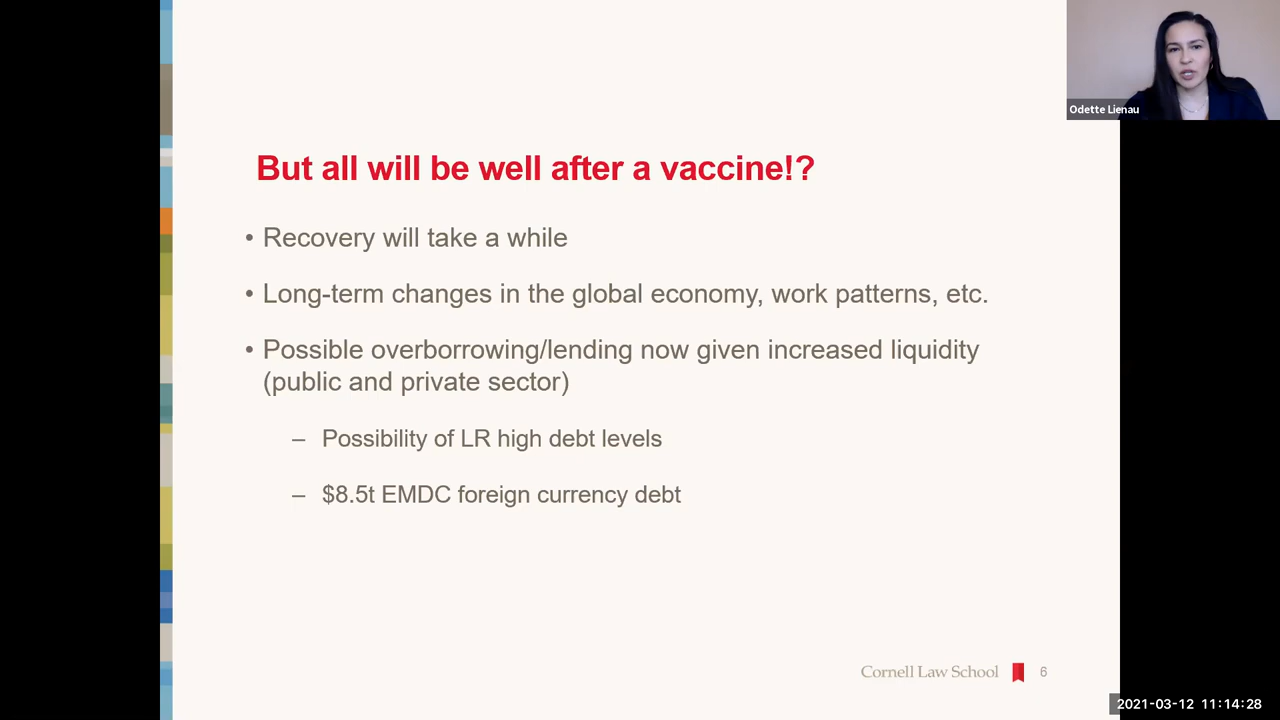 Odette Lienau
But all will be well after a vaccine!?
• Recovery will take a while
• Long-term changes in the global economy, work patterns, etc.
• Possible overborrowing/lending now given increased liquidity
(public and private sector)
– Possibility of LR high debt levels
– $8.5t EMDC foreign currency debt
Cornell Law School 6
2021-03-12 11:14:28